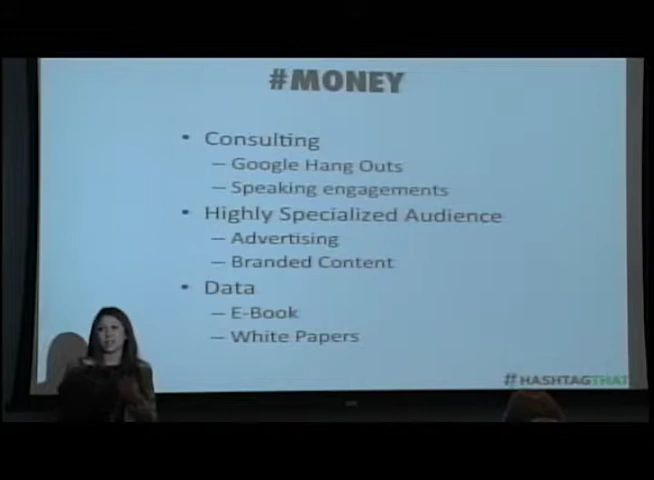 #MONEY
• Consulting
– Google Hang Outs
– Speaking engagements
• Highly Specialized Audience
– Advertising
– Branded Content
• Data
– E-Book
– White Papers
#HASHTAGTHAT